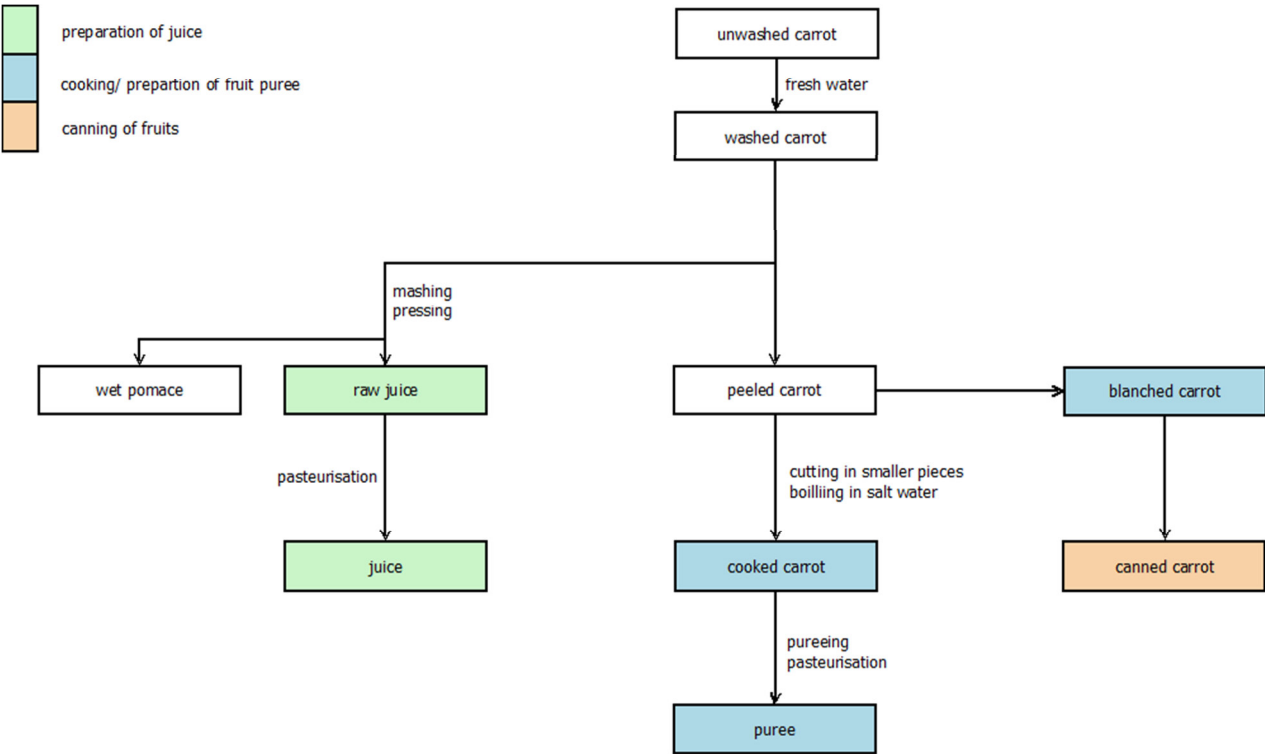 preparation of juice
cooking/ prepartion of fruit puree
canning of fruits
unwashed carrot
fresh water
washed carrot
mashing
pressing
wet pomace
raw juice
peeled carrot
blanched carrot
pasteurisation
cutting in smaller pieces
boilliing in salt water
juice
cooked carrot
canned carrot
pureeing
pasteurisation
puree